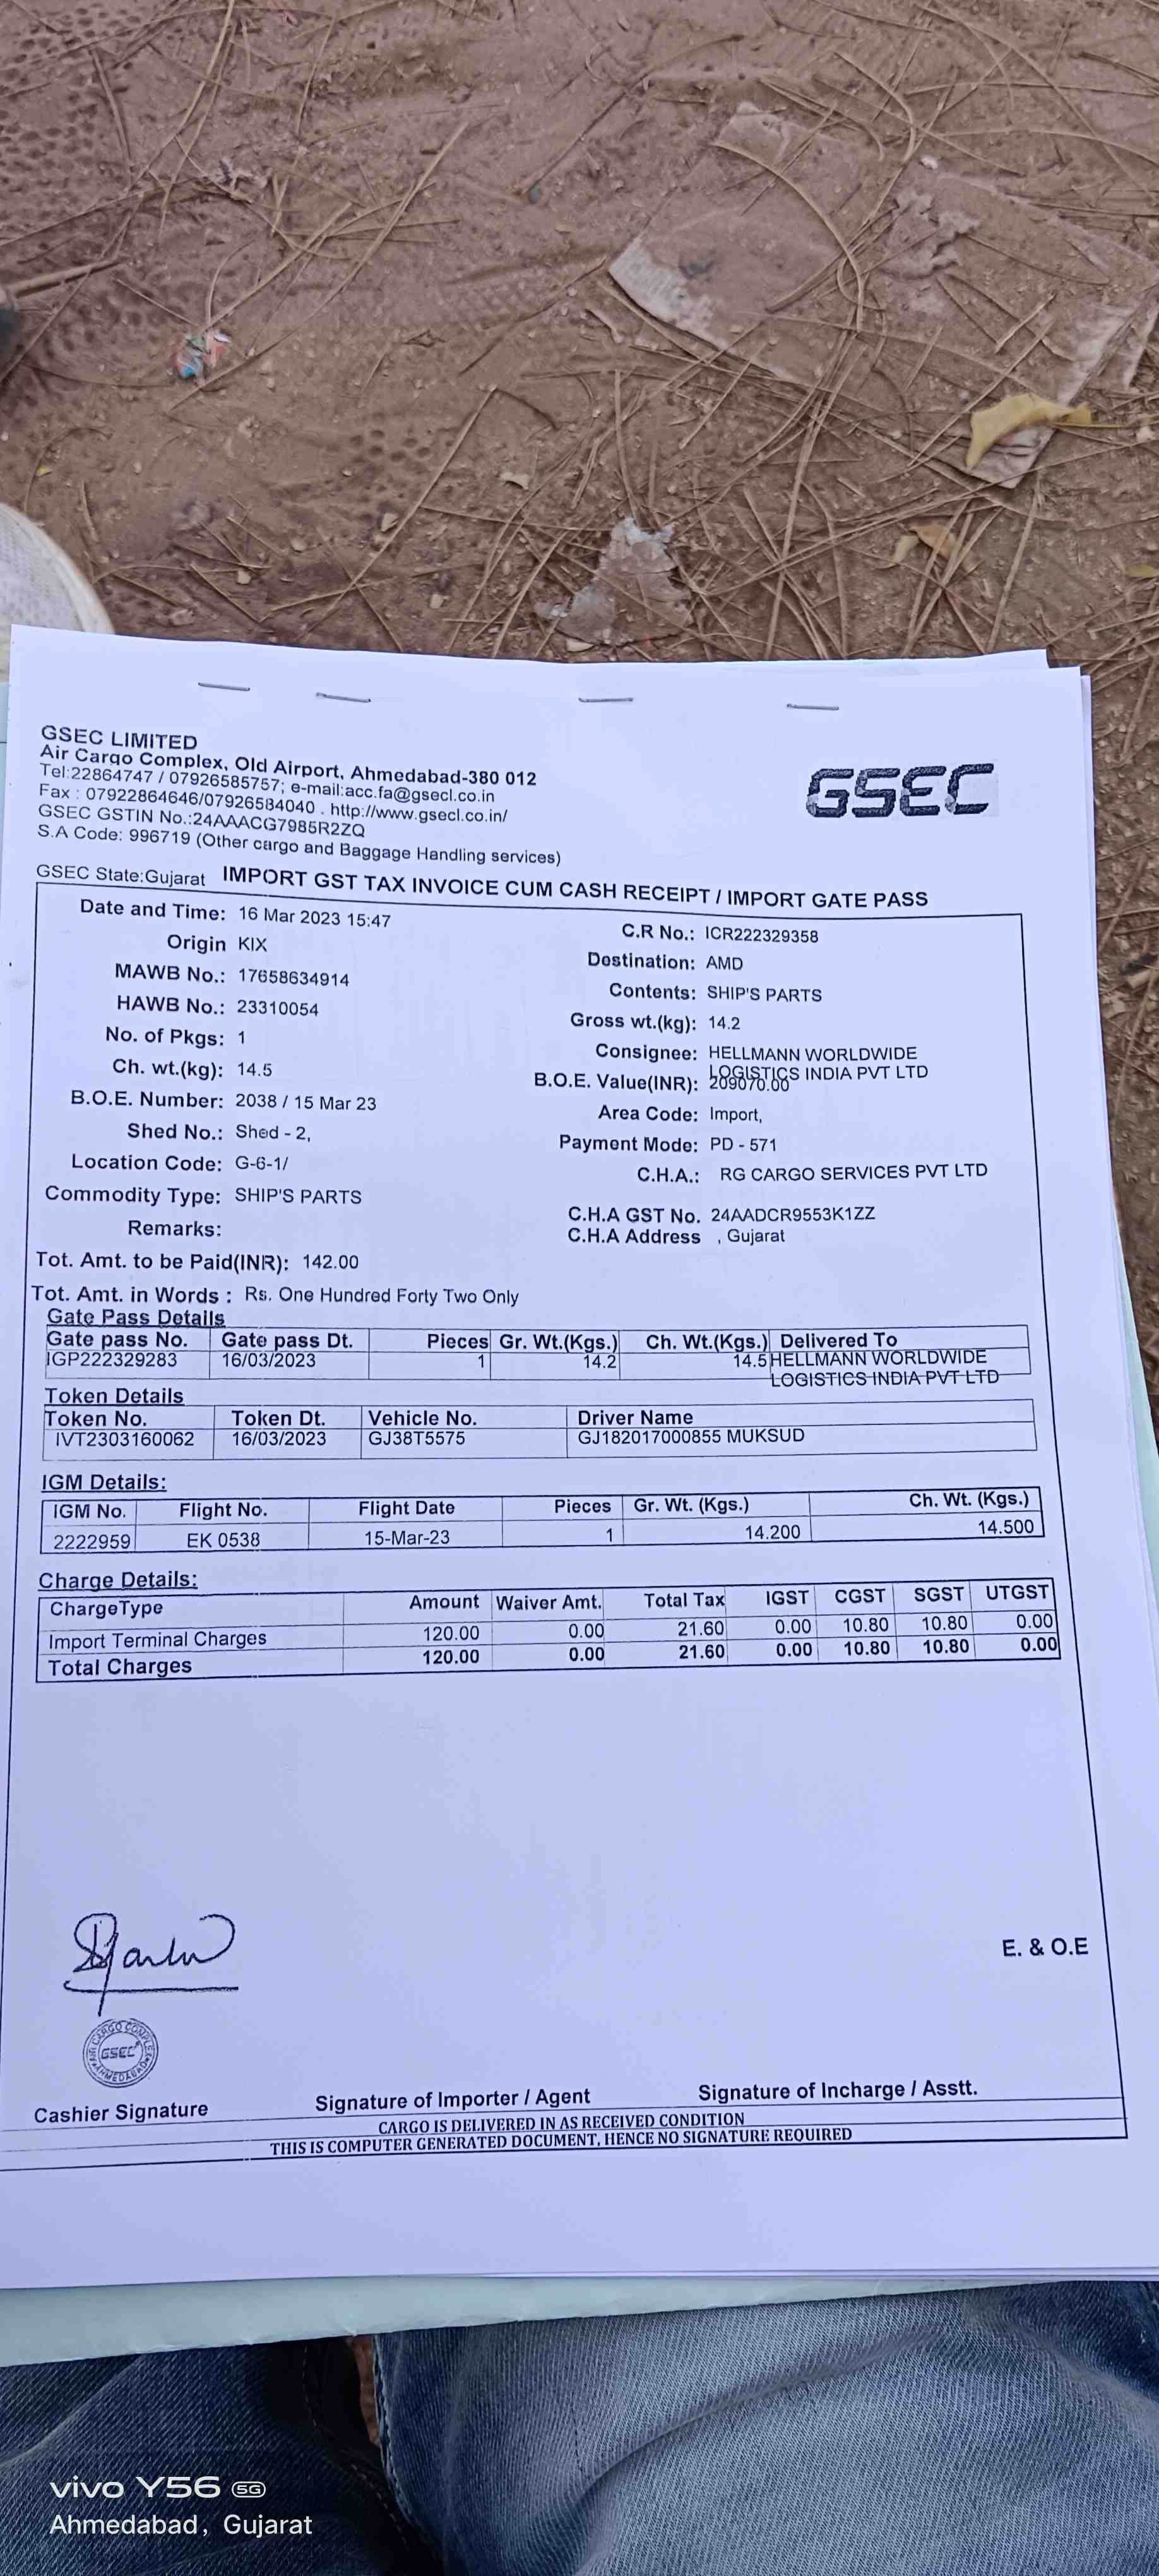 GSEC LIMITED
Air Cargo Complex, Old Airport, Ahmedabad-380 012
Tel:22864747 / 07926585757; e-mail:acc.fa@gsecl.co.in
Fax : 07922864646/07926584040 . http://www.gsecl.co.in/
GSEC GSTIN No.:24AAACG7985R2ZQ
S.A Code: 996719 (Other cargo and Baggage Handling services)
GSEC
GSEC State:Gujarat IMPORT GST TAX INVOICE CUM CASH RECEIPT / IMPORT GATE PASS
Date and Time: 16 Mar 2023 15:47 C.R No.: ICR222329358
Origin KIX Destination: AMD
MAWB No.: 17658634914 Contents: SHIP'S PARTS
HAWB No.: 23310054 Gross wt.(kg): 14.2
No. of Pkgs: 1 Consignee: HELLMANN WORLDWIDE
LOGISTICS INDIA PVT LTD
Ch. wt.(kg): 14.5 B.O.E. Value(INR): 209070.00
B.O.E. Number: 2038 / 15 Mar 23 Area Code: Import,
Shed No.: Shed - 2, Payment Mode: PD - 571
Location Code: G-6-1/ C.H.A.: RG CARGO SERVICES PVT LTD
Commodity Type: SHIP'S PARTS C.H.A GST No. 24AADCR9553K1ZZ
Remarks: C.H.A Address , Gujarat
Tot. Amt. to be Paid(INR): 142.00
Tot. Amt. in Words : Rs. One Hundred Forty Two Only
Gate Pass Details
Gate pass No. Gate pass Dt. Pieces Gr. Wt.(Kgs.) Ch. Wt.(Kgs.) Delivered To
IGP222329283 16/03/2023 1 14.2 14.5 HELLMANN WORLDWIDE
LOGISTICS INDIA PVT LTD
Token Details
Token No. Token Dt. Vehicle No. Driver Name
IVT2303160062 16/03/2023 GJ38T5575 GJ182017000855 MUKSUD
IGM Details:
IGM No. Flight No. Flight Date Pieces Gr. Wt. (Kgs.) Ch. Wt. (Kgs.)
2222959 EK 0538 15-Mar-23 1 14.200 14.500
Charge Details:
ChargeType Amount Waiver Amt. Total Tax IGST CGST SGST UTGST
Import Terminal Charges 120.00 0.00 21.60 0.00 10.80 10.80 0.00
Total Charges 120.00 0.00 21.60 0.00 10.80 10.80 0.00
E. & O.E
GSEC
Cashier Signature Signature of Importer / Agent Signature of Incharge / Asstt.
CARGO IS DELIVERED IN AS RECEIVED CONDITION
THIS IS COMPUTER GENERATED DOCUMENT, HENCE NO SIGNATURE REQUIRED
vivo Y56 5G
Ahmedabad, Gujarat